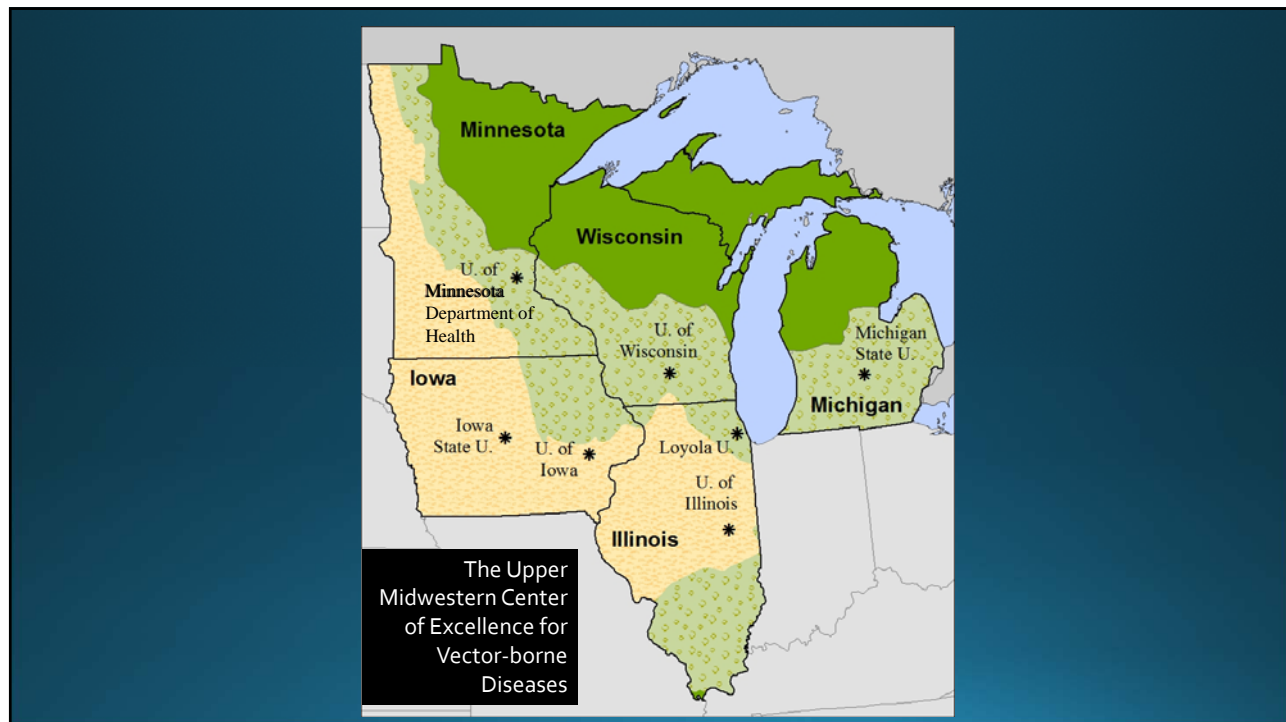 Minnesota
Wisconsin
U. of
Minnesota
Department of
Health
U. of
Wisconsin
Michigan
State U.
Michigan
Iowa
Iowa
State U.
U. of
Iowa
Loyola U.
U. of
Illinois
Illinois
The Upper
Midwestern Center
of Excellence for
Vector-borne
Diseases